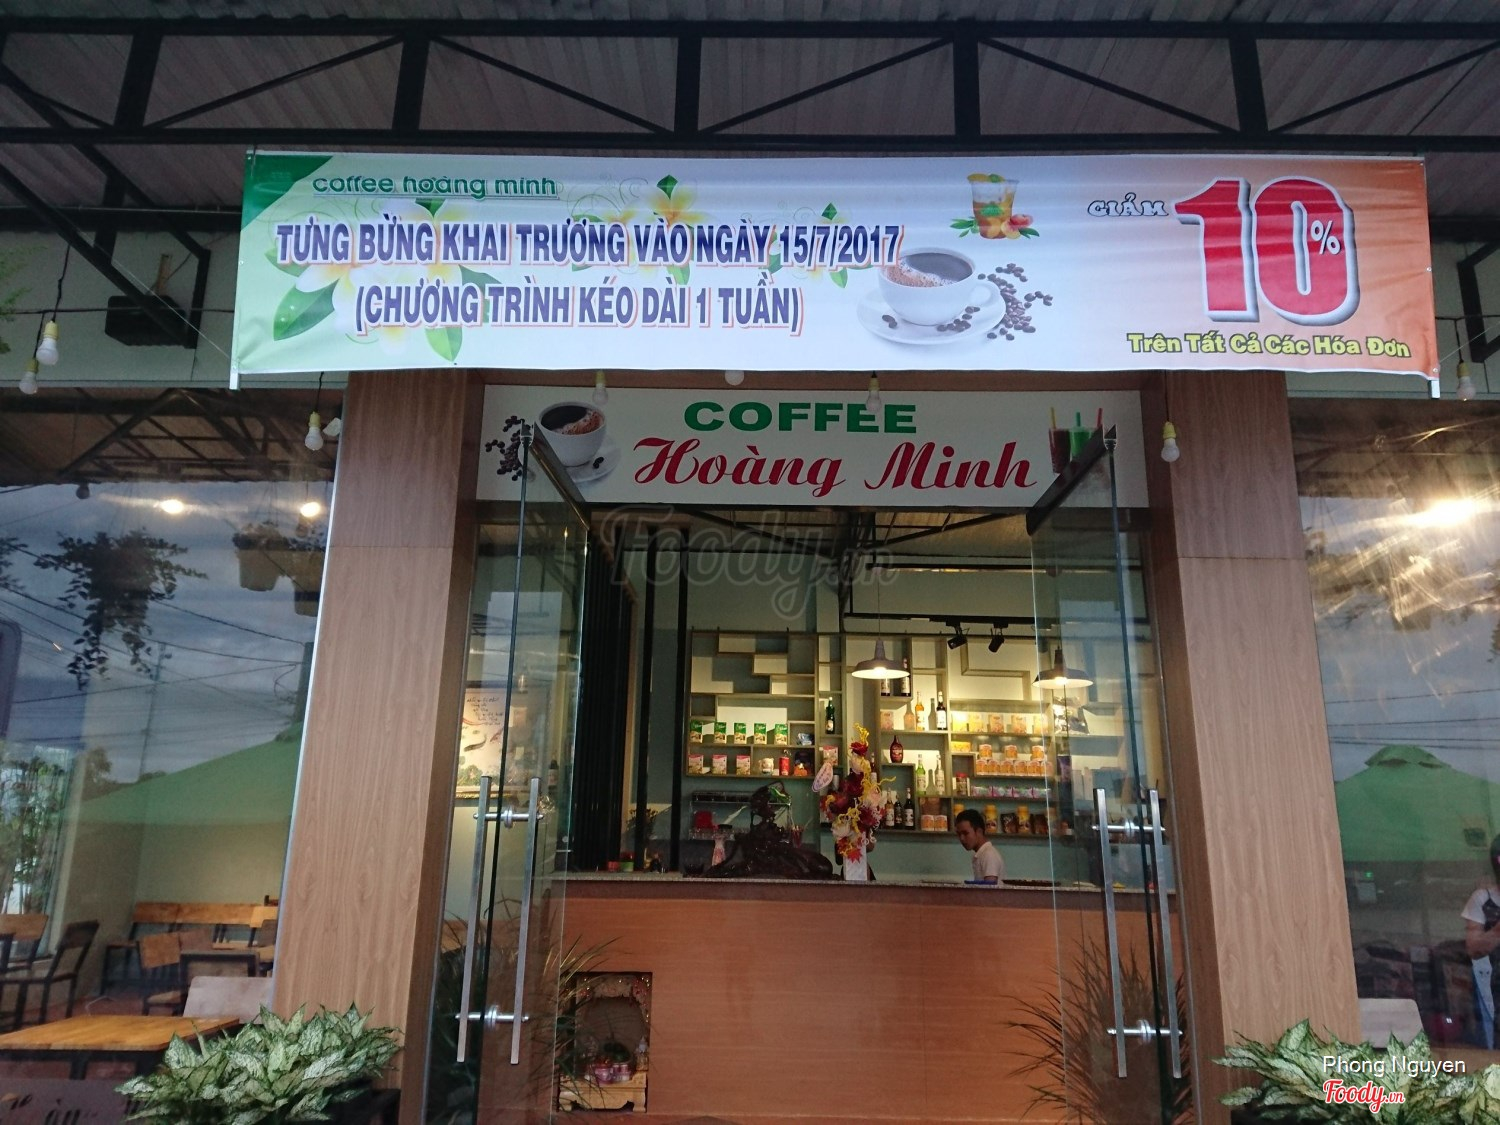 coffee hoàng minh
TƯNG BỪNG KHAI TRƯƠNG VÀO NGÀY 15/7/2017
(CHƯƠNG TRÌNH KÉO DÀI 1 TUẦN)
GIẢM
10%
Trên Tất Cả Các Hóa Đơn
COFFEE
Hoàng Minh
Foody.vn
Phong Nguyen
Foody.vn